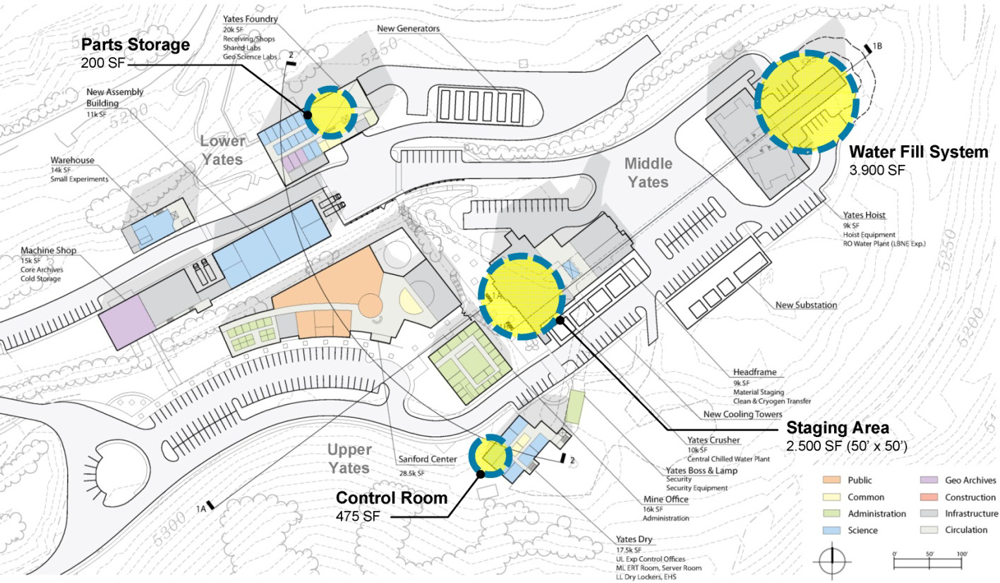 Yates Foundry
20k SF
Receiving/Shops
Shared Labs
Geo Science Labs
New Generators
Parts Storage
200 SF
2
1B
5150
5200
5250
New Assembly
Building
11k SF
Lower
Yates
Warehouse
14k SF
Small Experiments
Middle
Yates
Water Fill System
3.900 SF
Yates Hoist
9k SF
Hoist Equipment
RO Water Plant (LBNE Exp.)
Machine Shop
15k SF
Core Archives
Cold Storage
5250
5200
New Substation
Headframe
9k SF
Material Staging
Clean & Cryogen Transfer
New Cooling Towers
Staging Area
2.500 SF (50' x 50')
Yates Crusher
10k SF
Central Chilled Water Plant
Upper
Yates
Sanford Center
28.5k SF
2
Yates Boss & Lamp
Security
Security Equipment
Control Room
475 SF
Mine Office
16k SF
Administration
1A
5300
Yates Dry
17.5k SF
UL Exp Control Offices
ML ERT Room, Server Room
LL Dry Lockers, EHS
Public
Common
Administration
Science
Geo Archives
Construction
Infrastructure
Circulation
0' 50' 100'